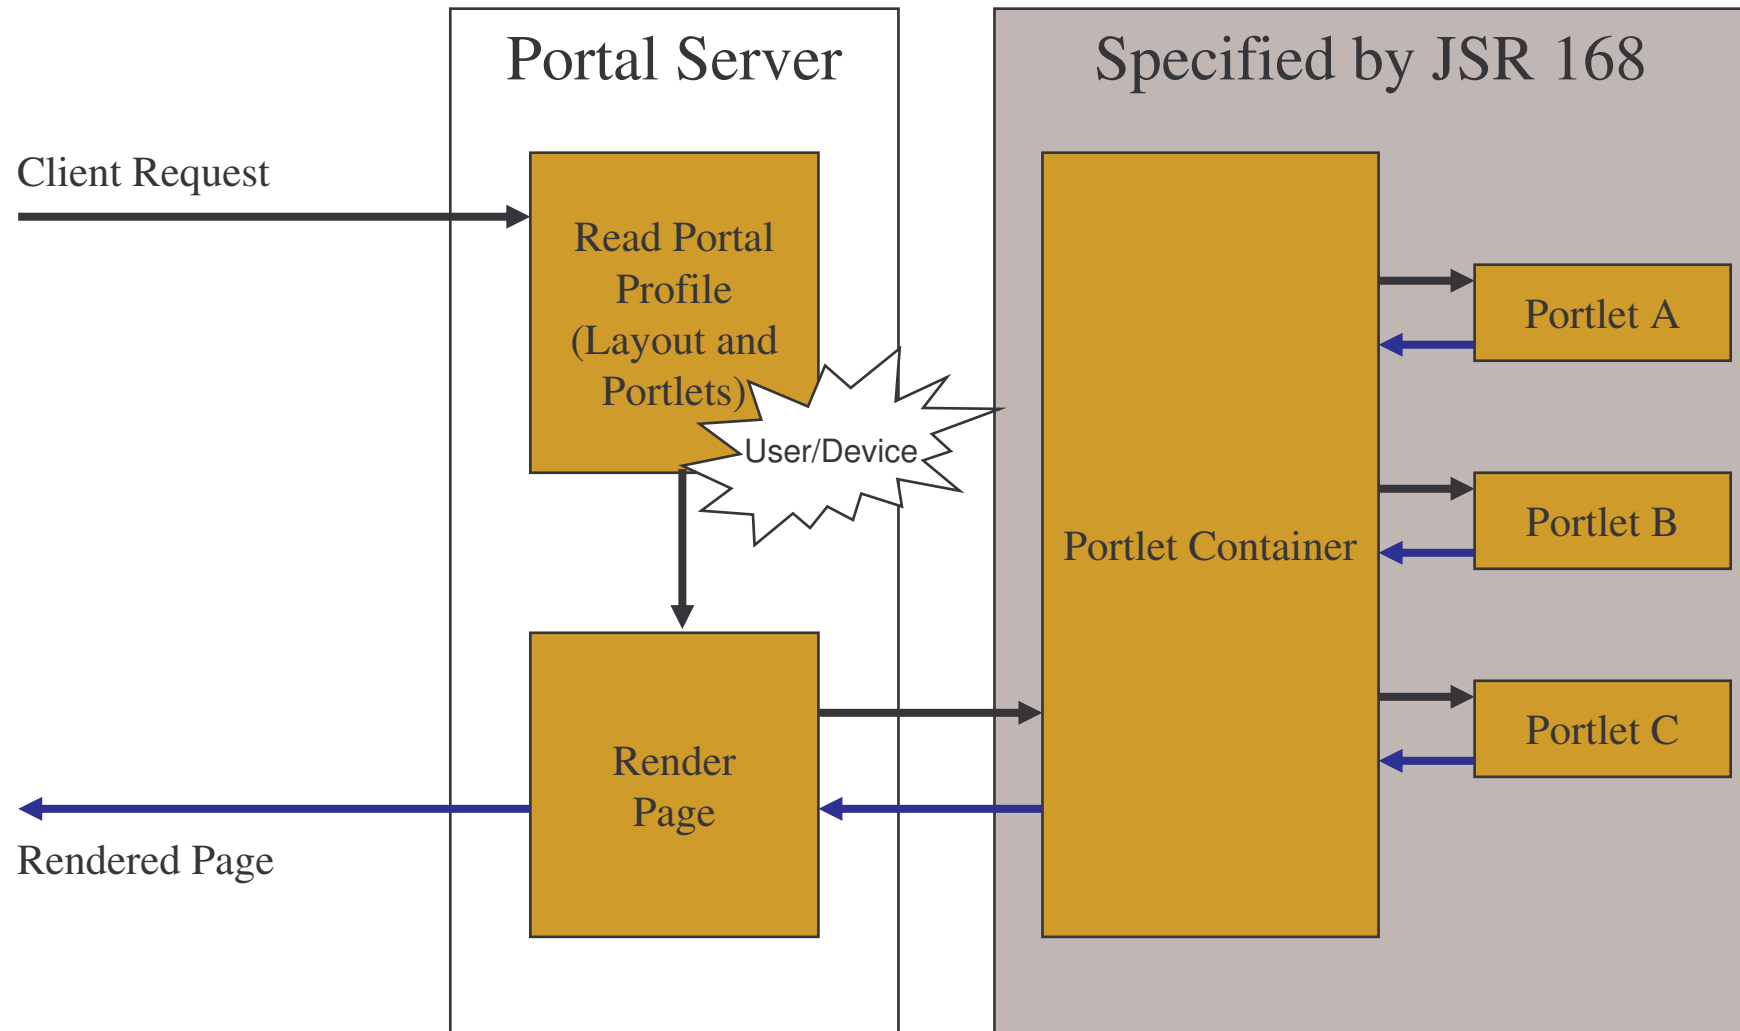 Portal Server
Specified by JSR 168
Client Request
Read Portal
Profile
(Layout and
Portlets)
User/Device
Portlet A
Portlet Container
Portlet B
Portlet C
Render
Page
Rendered Page